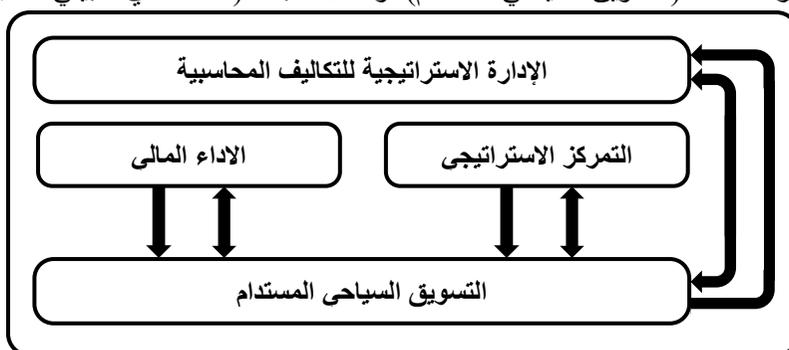 الإدارة الاستراتيجية للتكاليف المحاسبية
التمركز الاستراتيجى
الاداء المالى
التسويق السياحى المستدام